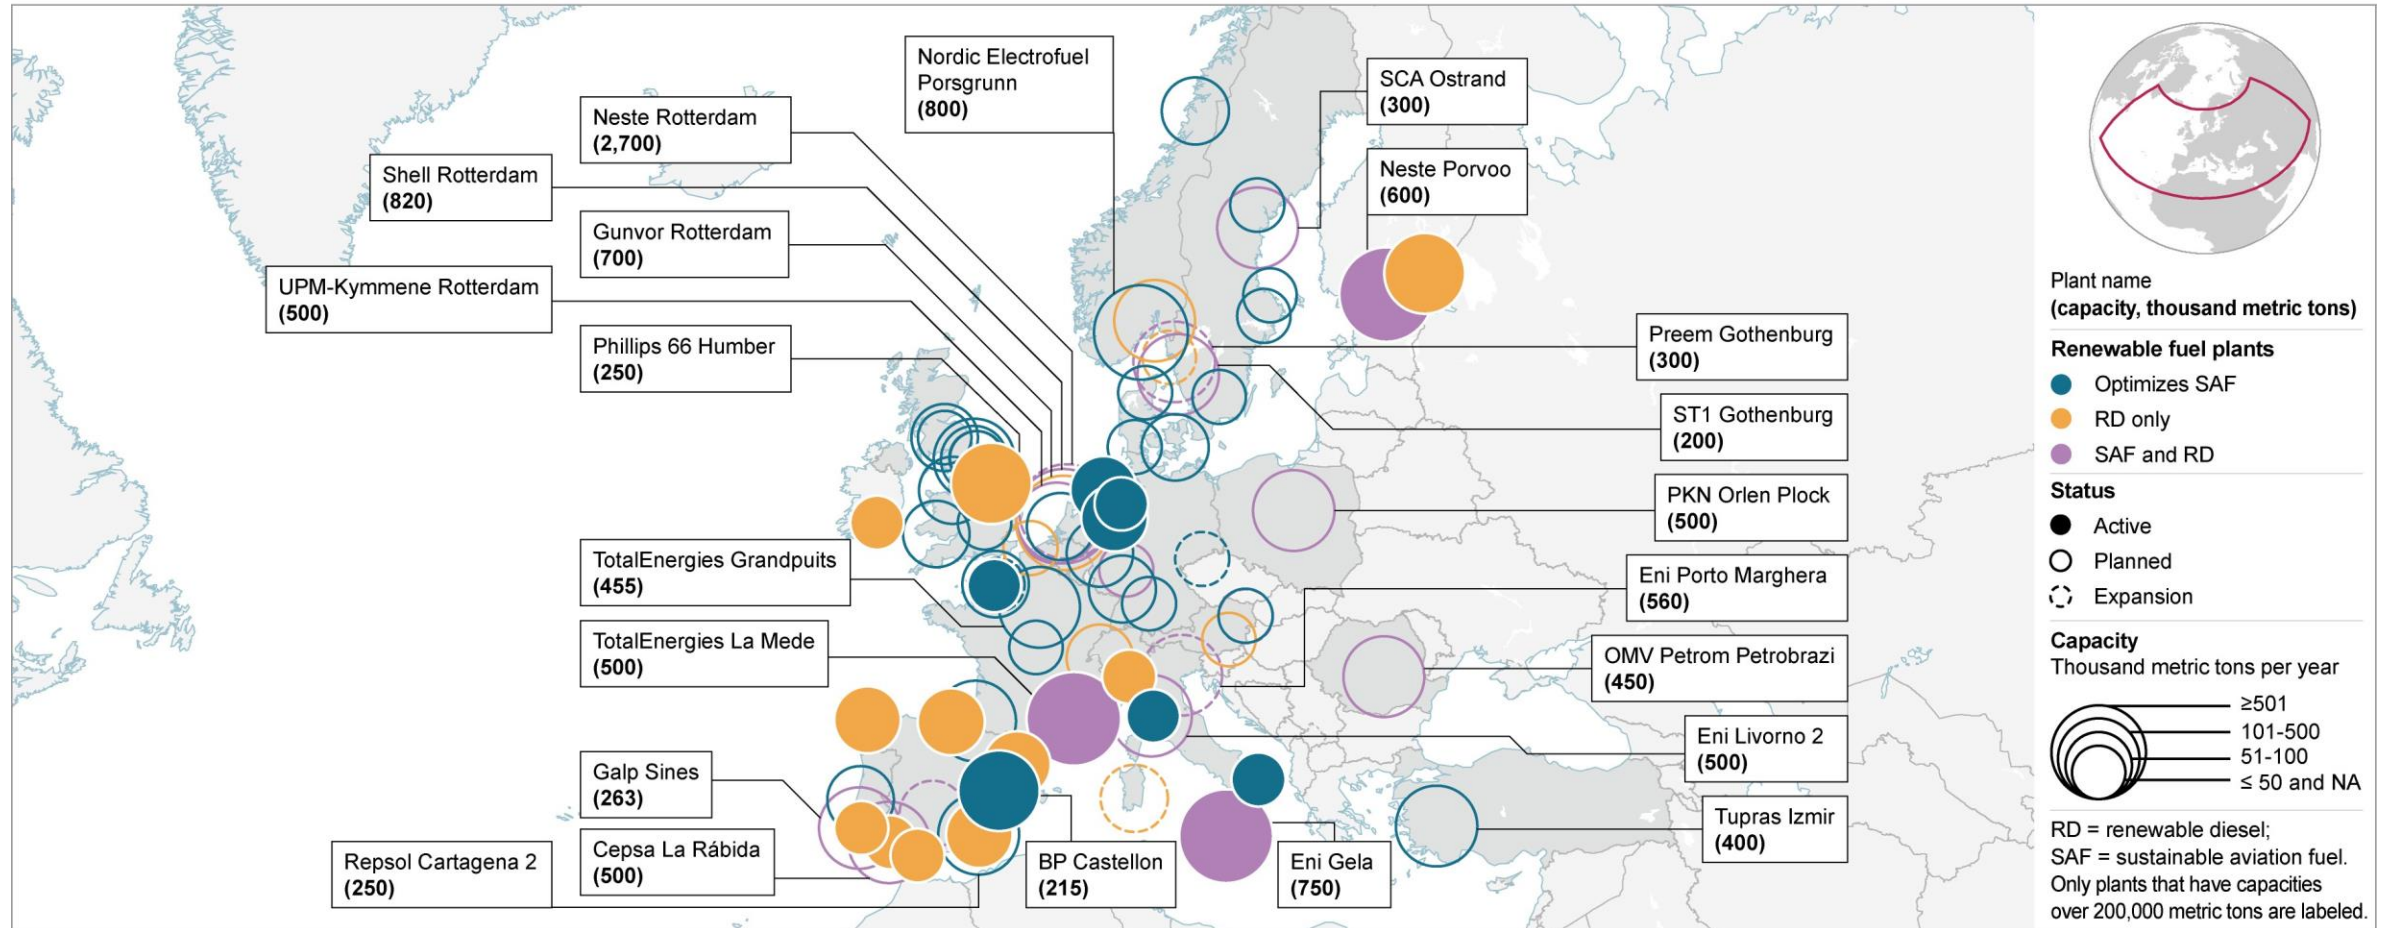 Nordic Electrofuel
Porsgrunn
(800)
SCA Ostrand
(300)
Neste Rotterdam
(2,700)
Neste Porvoo
(600)
Shell Rotterdam
(820)
Gunvor Rotterdam
(700)
UPM-Kymmene Rotterdam
(500)
Phillips 66 Humber
(250)
Preem Gothenburg
(300)
ST1 Gothenburg
(200)
PKN Orlen Plock
(500)
TotalEnergies Grandpuits
(455)
Eni Porto Marghera
(560)
TotalEnergies La Mede
(500)
OMV Petrom Petrobrazi
(450)
Eni Livorno 2
(500)
Galp Sines
(263)
Tupras Izmir
(400)
Cepsa La Rábida
(500)
Repsol Cartagena 2
(250)
BP Castellon
(215)
Eni Gela
(750)
Plant name
(capacity, thousand metric tons)
Renewable fuel plants
Optimizes SAF
RD only
SAF and RD
Status
Active
Planned
Expansion
Capacity
Thousand metric tons per year
≥501
101-500
51-100
≤ 50 and NA
RD = renewable diesel;
SAF = sustainable aviation fuel.
Only plants that have capacities
over 200,000 metric tons are labeled.